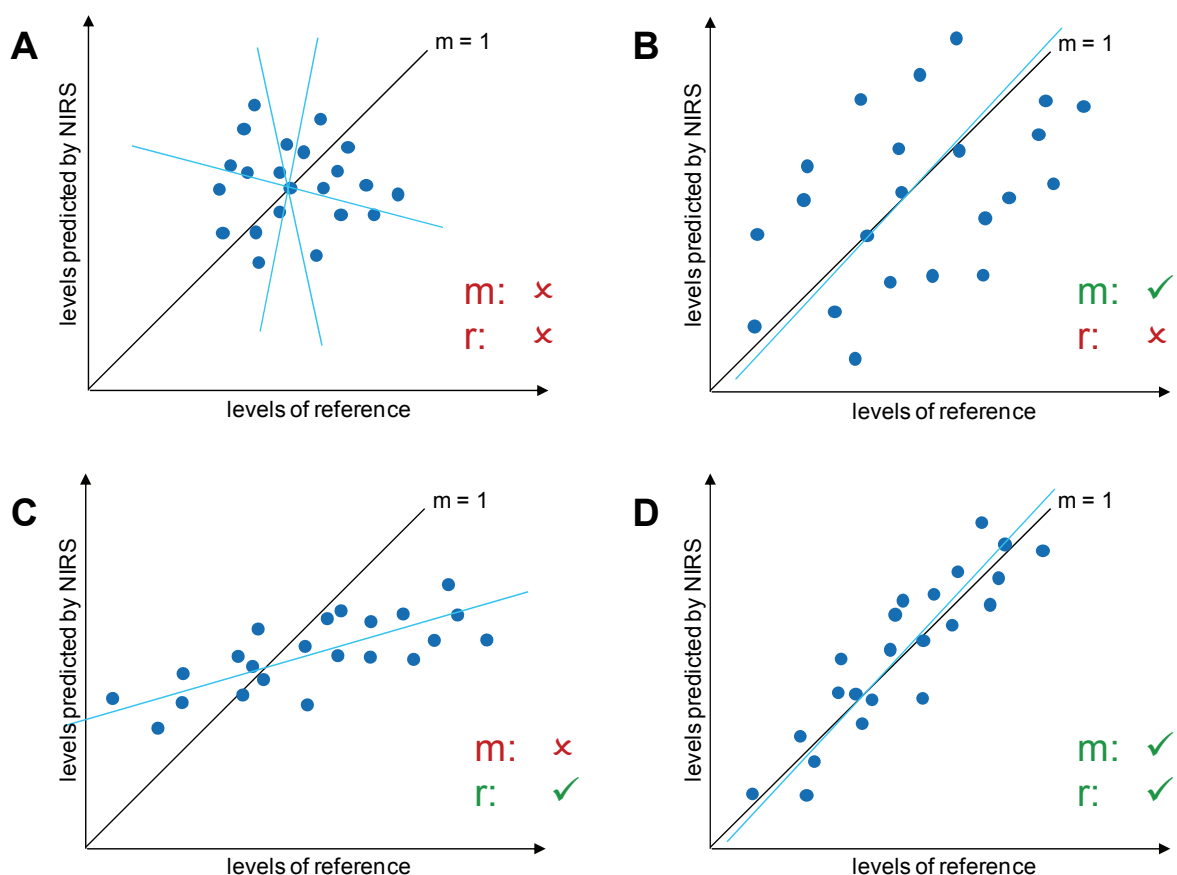 A
m = 1
levels predicted by NIRS
m: ✗
r: ✗
levels of reference
B
m = 1
levels predicted by NIRS
m: ✓
r: ✗
levels of reference
C
m = 1
levels predicted by NIRS
m: ✗
r: ✓
levels of reference
D
m = 1
levels predicted by NIRS
m: ✓
r: ✓
levels of reference